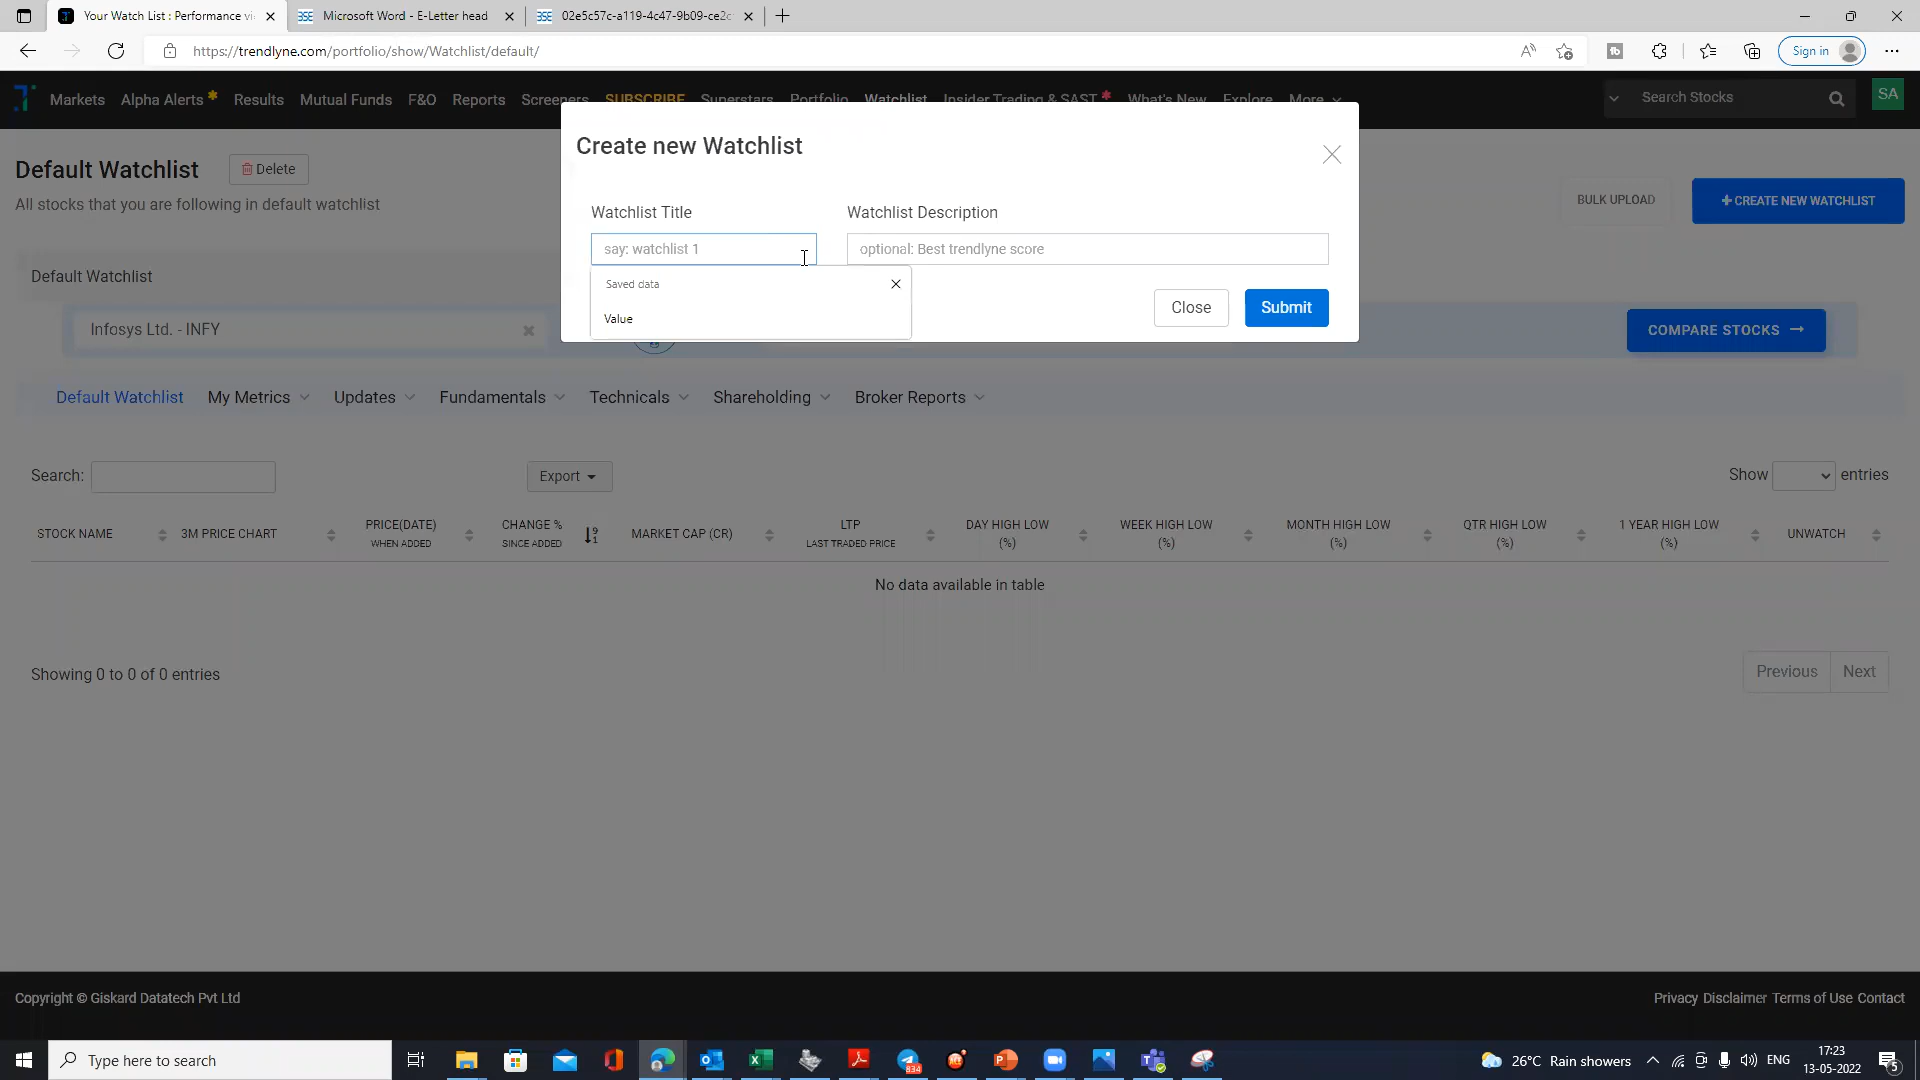 Your Watch List : Performance vi
Microsoft Word - E-Letter head
02e5c57c-a119-4c47-9b09-ce2c
https://trendlyne.com/portfolio/show/Watchlist/default/
Sign in
Markets Alpha Alerts Results Mutual Funds F&O Reports Screeners SUBSCRIBE Superstars Portfolio Watchlist Insider Trading & SAST What's New Explore More
Search Stocks
SA
Create new Watchlist
Default Watchlist
Delete
All stocks that you are following in default watchlist
BULK UPLOAD
+ CREATE NEW WATCHLIST
Watchlist Title
Watchlist Description
say: watchlist 1
optional: Best trendlyne score
Saved data
Value
Close
Submit
Default Watchlist
Infosys Ltd. - INFY
COMPARE STOCKS
Default Watchlist My Metrics Updates Fundamentals Technicals Shareholding Broker Reports
Search:
Export
Show entries
STOCK NAME
3M PRICE CHART
PRICE(DATE)
WHEN ADDED
CHANGE %
SINCE ADDED
MARKET CAP (CR)
LTP
LAST TRADED PRICE
DAY HIGH LOW
(%)
WEEK HIGH LOW
(%)
MONTH HIGH LOW
(%)
QTR HIGH LOW
(%)
1 YEAR HIGH LOW
(%)
UNWATCH
No data available in table
Showing 0 to 0 of 0 entries
Previous Next
Copyright © Giskard Datatech Pvt Ltd
Privacy Disclaimer Terms of Use Contact
Type here to search
834
26°C Rain showers
ENG
17:23
13-05-2022
5